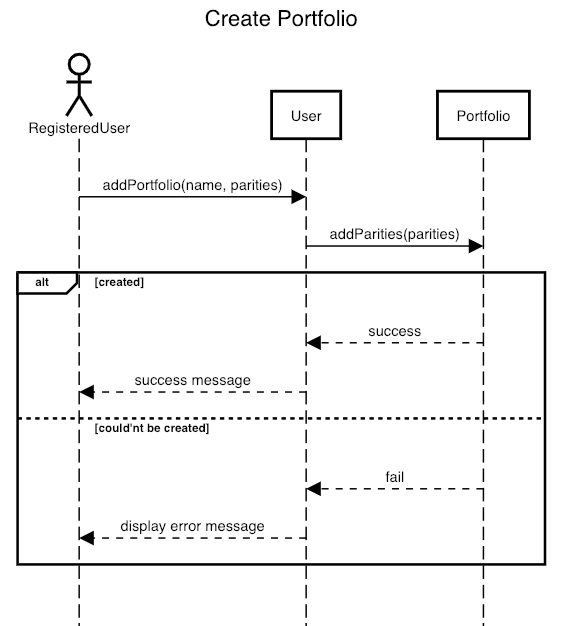 Create Portfolio
RegisteredUser
User
Portfolio
addPortfolio(name, parities)
addParities(parities)
alt
[created]
success
success message
[could'nt be created]
fail
display error message